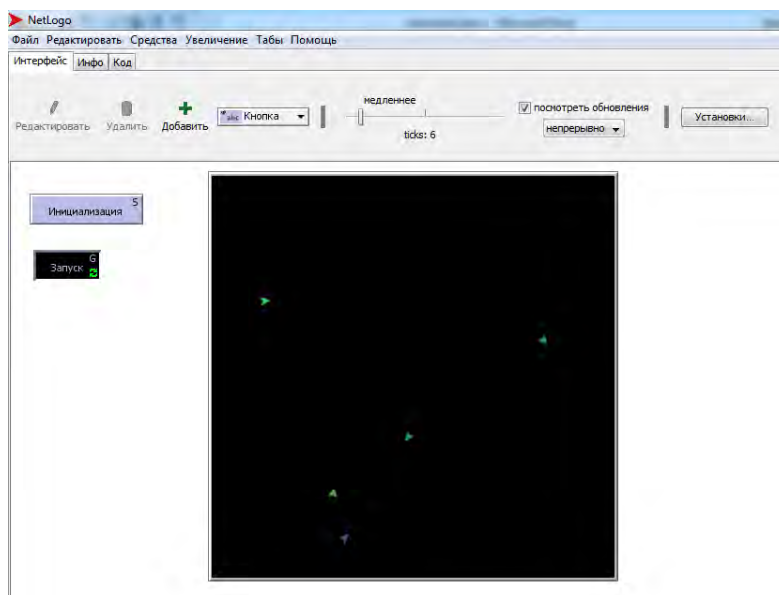 NetLogo
Файл Редактировать Средства Увеличение Табы Помощь
Интерфейс Инфо Код
медленнее
Редактировать Удалить Добавить abc Кнопка
ticks: 6
посмотреть обновления
непрерывно
Установки...
Инициализация S
Запуск G